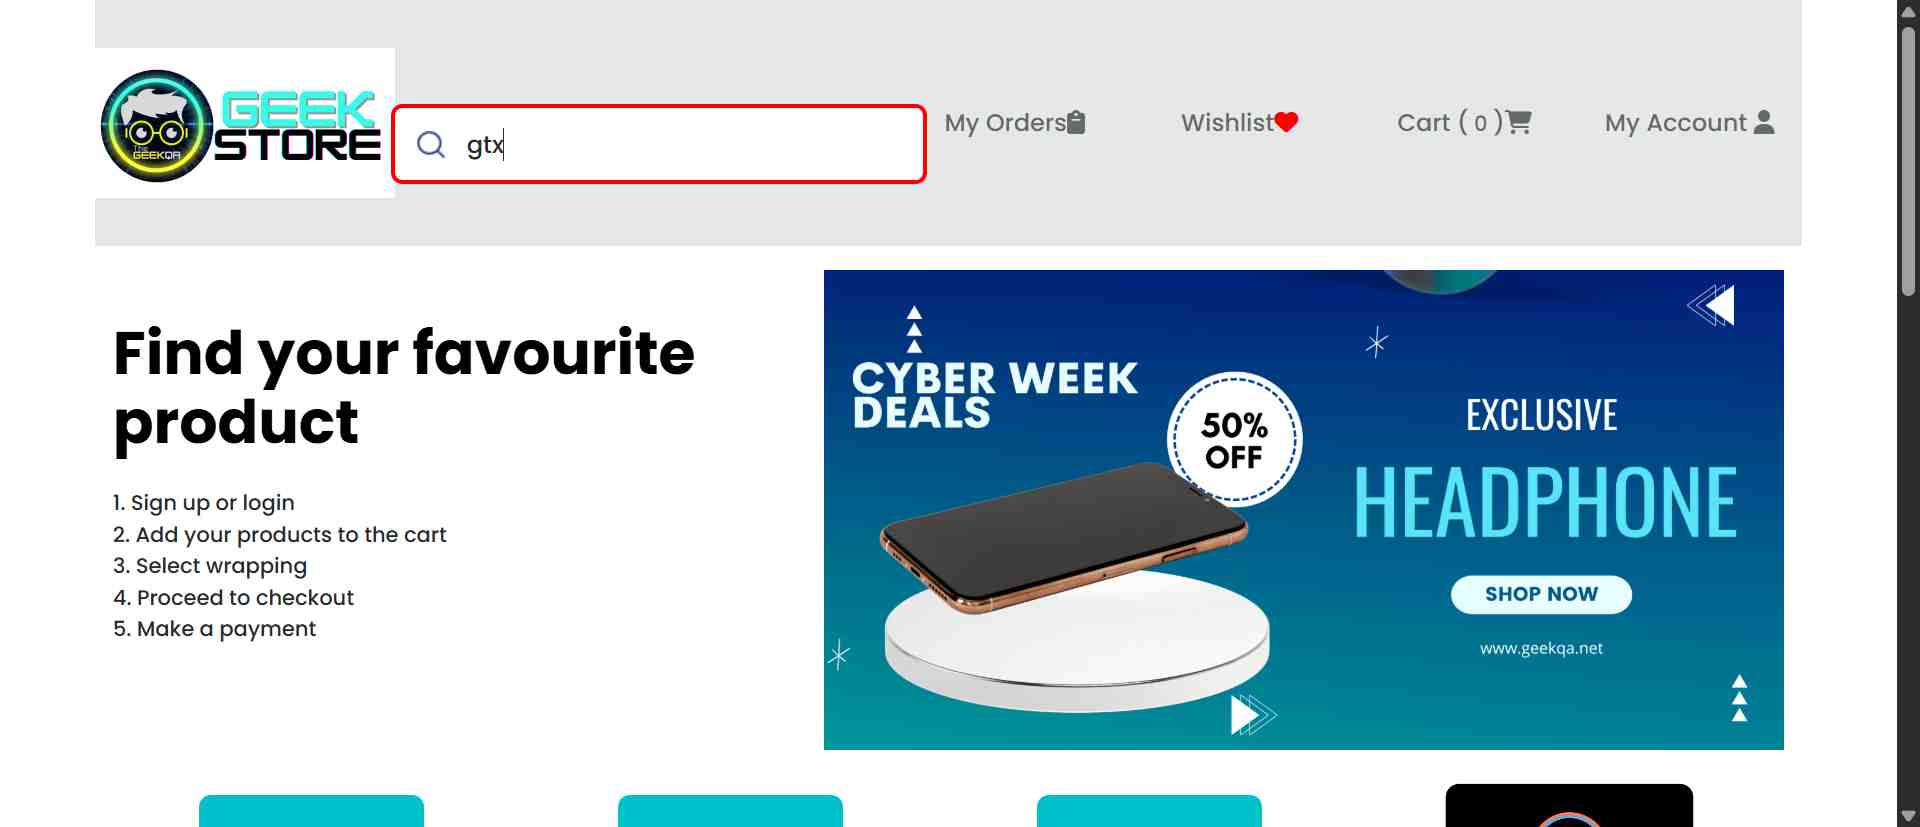 The
GEEKQA
GEEK
STORE
gtx
My Orders
Wishlist
Cart ( 0 )
My Account
Find your favourite
product
1. Sign up or login
2. Add your products to the cart
3. Select wrapping
4. Proceed to checkout
5. Make a payment
CYBER WEEK
DEALS
50%
OFF
EXCLUSIVE
HEADPHONE
SHOP NOW
www.geekqa.net